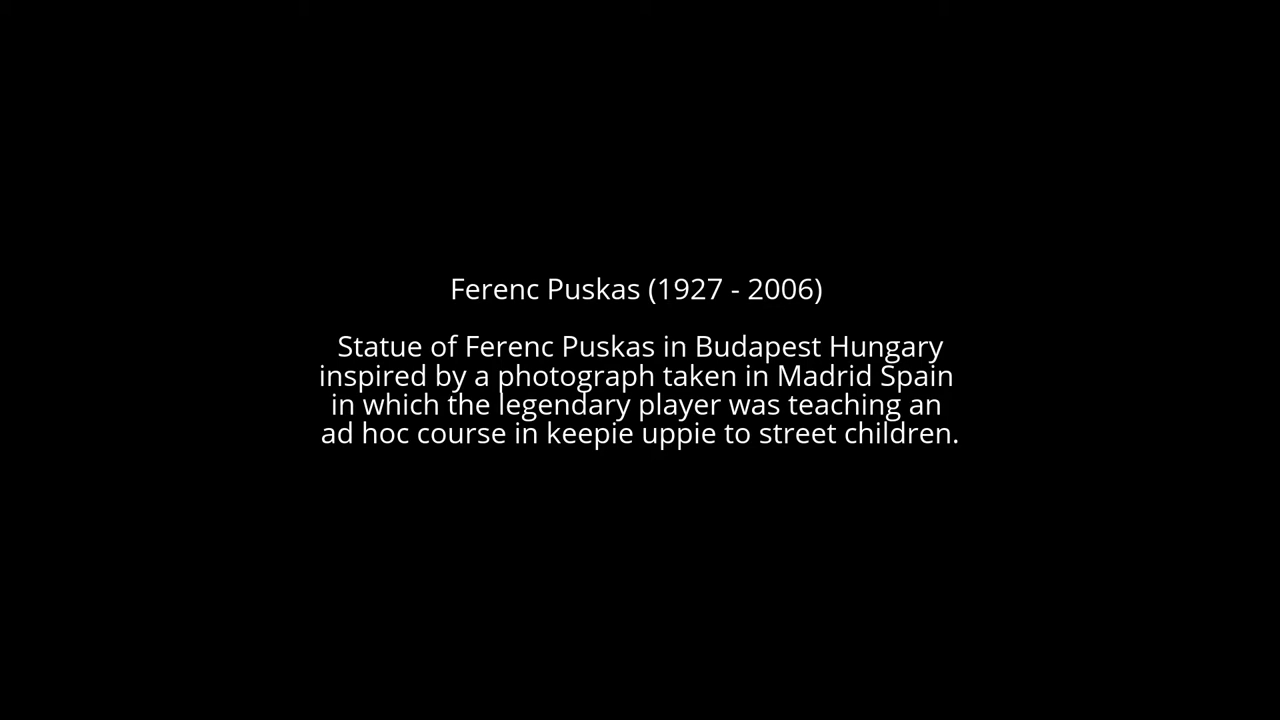 Ferenc Puskas (1927 - 2006)
Statue of Ferenc Puskas in Budapest Hungary
inspired by a photograph taken in Madrid Spain
in which the legendary player was teaching an
ad hoc course in keepie uppie to street children.